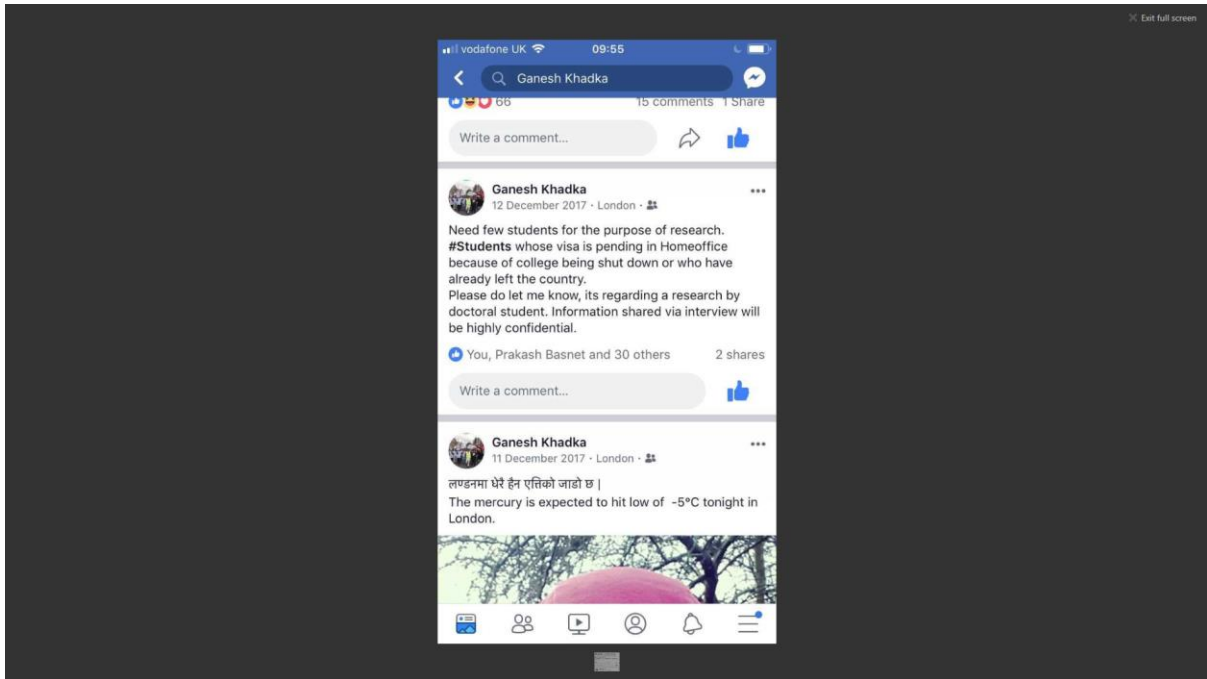 Exit full screen
vodafone UK 09:55
Ganesh Khadka
66 15 comments 1 Share
Write a comment...
Ganesh Khadka
12 December 2017 · London ·
Need few students for the purpose of research.
#Students whose visa is pending in Homeoffice
because of college being shut down or who have
already left the country.
Please do let me know, its regarding a research by
doctoral student. Information shared via interview will
be highly confidential.
You, Prakash Basnet and 30 others 2 shares
Write a comment...
Ganesh Khadka
11 December 2017 · London ·
लण्डनमा धेरै हैन एत्तिको जाडो छ |
The mercury is expected to hit low of -5°C tonight in
London.